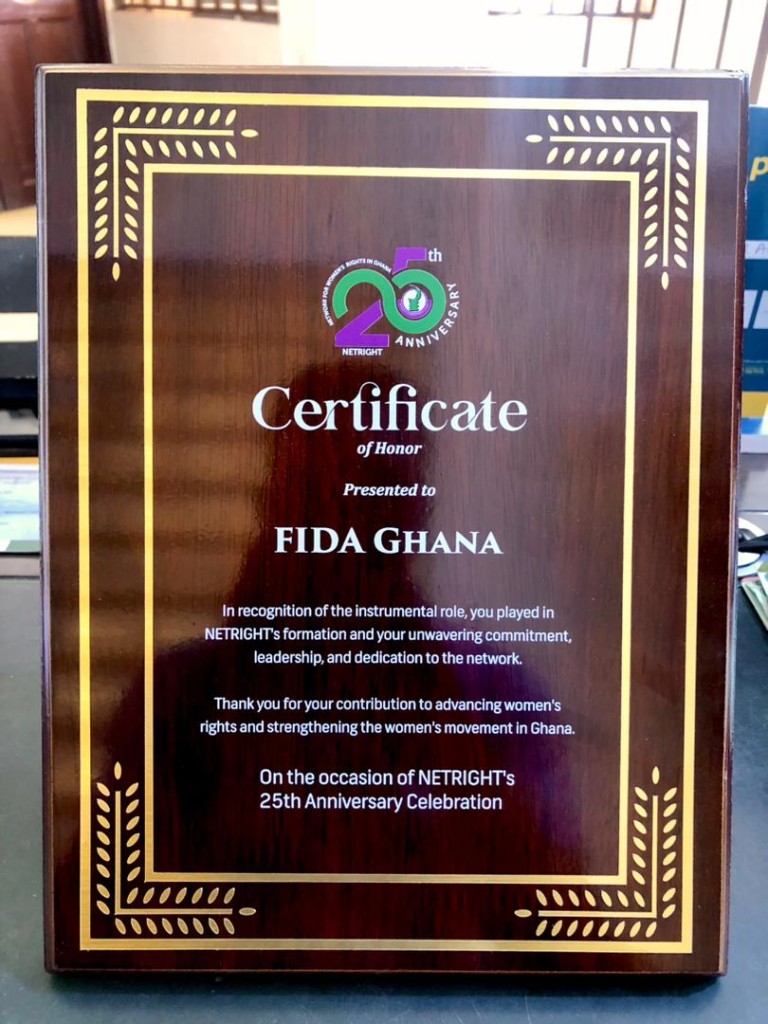 NETWORK FOR WOMEN'S RIGHTS IN GHANA
25th
ANNIVERSARY
NETRIGHT
Certificate
of Honor
Presented to
FIDA GHANA
In recognition of the instrumental role, you played in
NETRIGHT's formation and your unwavering commitment,
leadership, and dedication to the network.
Thank you for your contribution to advancing women's
rights and strengthening the women's movement in Ghana.
On the occasion of NETRIGHT's
25th Anniversary Celebration